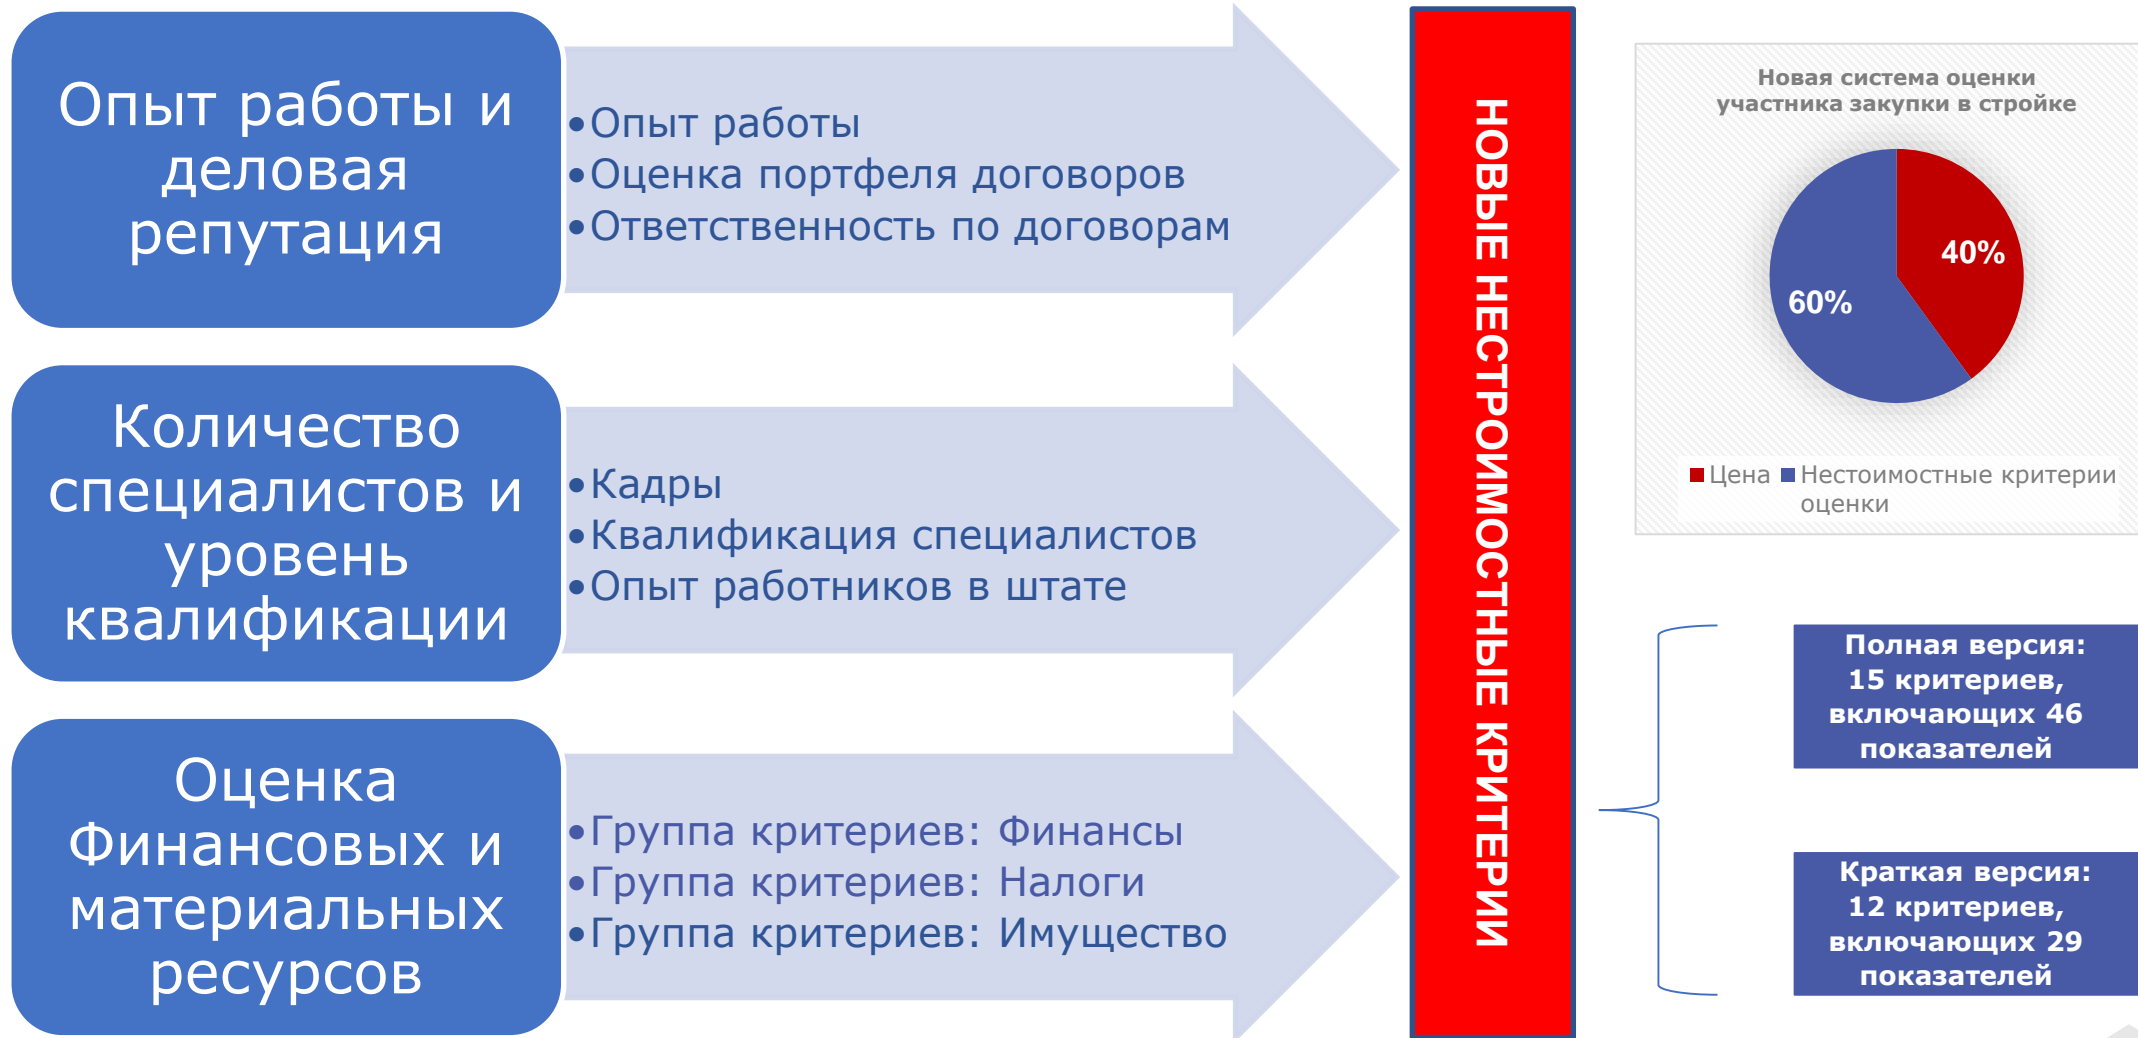 Опыт работы и
деловая
репутация
•Опыт работы
•Оценка портфеля договоров
•Ответственность по договорам
Количество
специалистов и
уровень
квалификации
•Кадры
•Квалификация специалистов
•Опыт работников в штате
Оценка
Финансовых и
материальных
ресурсов
•Группа критериев: Финансы
•Группа критериев: Налоги
•Группа критериев: Имущество
НОВЫЕ НЕСТРОИМОСТНЫЕ КРИТЕРИИ
Новая система оценки
участника закупки в стройке
40%
60%
Цена
Нестоимостные критерии
оценки
Полная версия:
15 критериев,
включающих 46
показателей
Краткая версия:
12 критериев,
включающих 29
показателей